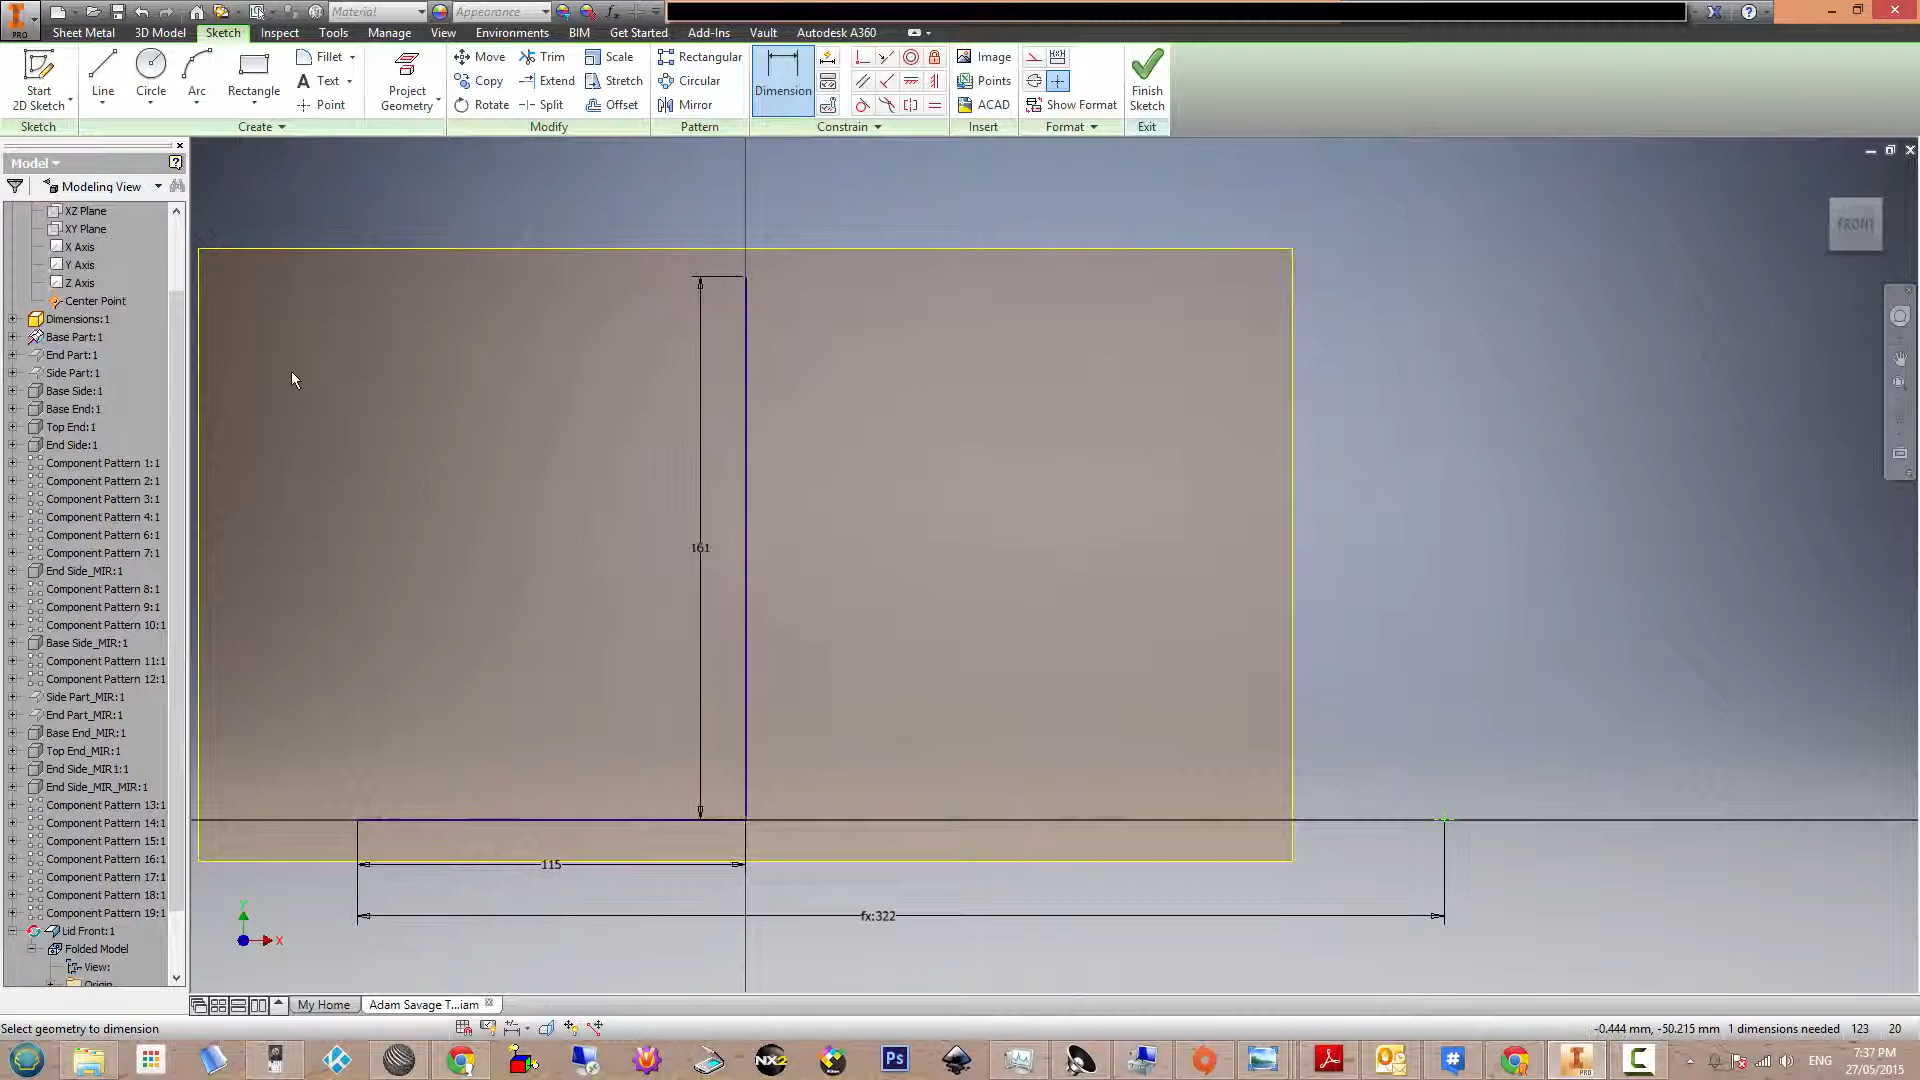 Material
Appearance
PRO
Sheet Metal 3D Model Sketch Inspect Tools Manage View Environments BIM Get Started Add-Ins Vault Autodesk A360
Start
2D Sketch
Line
Circle
Arc
Rectangle
Fillet
Text
Point
Project
Geometry
Move
Copy
Rotate
Trim
Extend
Split
Scale
Stretch
Offset
Rectangular
Circular
Mirror
Dimension
Image
Points
ACAD
Show Format
Finish
Sketch
Sketch
Create
Modify
Pattern
Constrain
Insert
Format
Exit
Model
Modeling View
XZ Plane
XY Plane
X Axis
Y Axis
Z Axis
Center Point
Dimensions:1
Base Part:1
End Part:1
Side Part:1
Base Side:1
Base End:1
Top End:1
End Side:1
Component Pattern 1:1
Component Pattern 2:1
Component Pattern 3:1
Component Pattern 4:1
Component Pattern 6:1
Component Pattern 7:1
End Side_MIR:1
Component Pattern 8:1
Component Pattern 9:1
Component Pattern 10:1
Base Side_MIR:1
Component Pattern 11:1
Component Pattern 12:1
Side Part_MIR:1
End Part_MIR:1
Base End_MIR:1
Top End_MIR:1
End Side_MIR1:1
End Side_MIR_MIR:1
Component Pattern 13:1
Component Pattern 14:1
Component Pattern 15:1
Component Pattern 16:1
Component Pattern 17:1
Component Pattern 18:1
Component Pattern 19:1
Lid Front:1
Folded Model
View:
Origin
FRONT
161
115
fx:322
Y
X
My Home
Adam Savage T...iam
Select geometry to dimension
-0.444 mm, -50.215 mm 1 dimensions needed 123 20
NX2
Ps
PRO
ENG
7:37 PM
27/05/2015